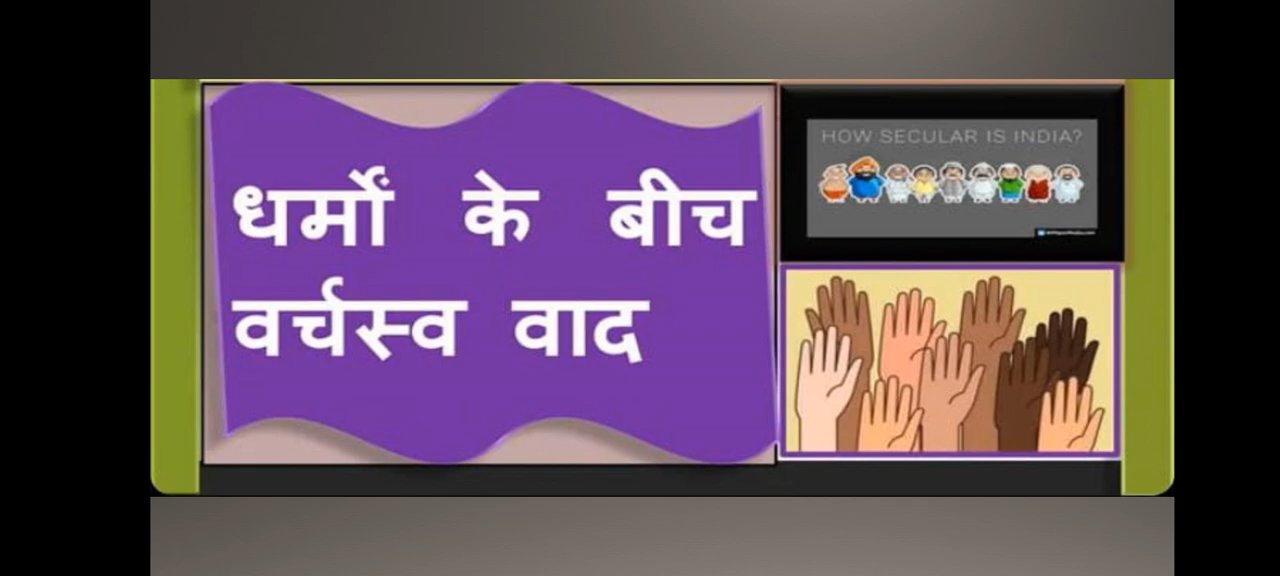 धर्मों के बीच
वर्चस्व वाद
HOW SECULAR IS INDIA?